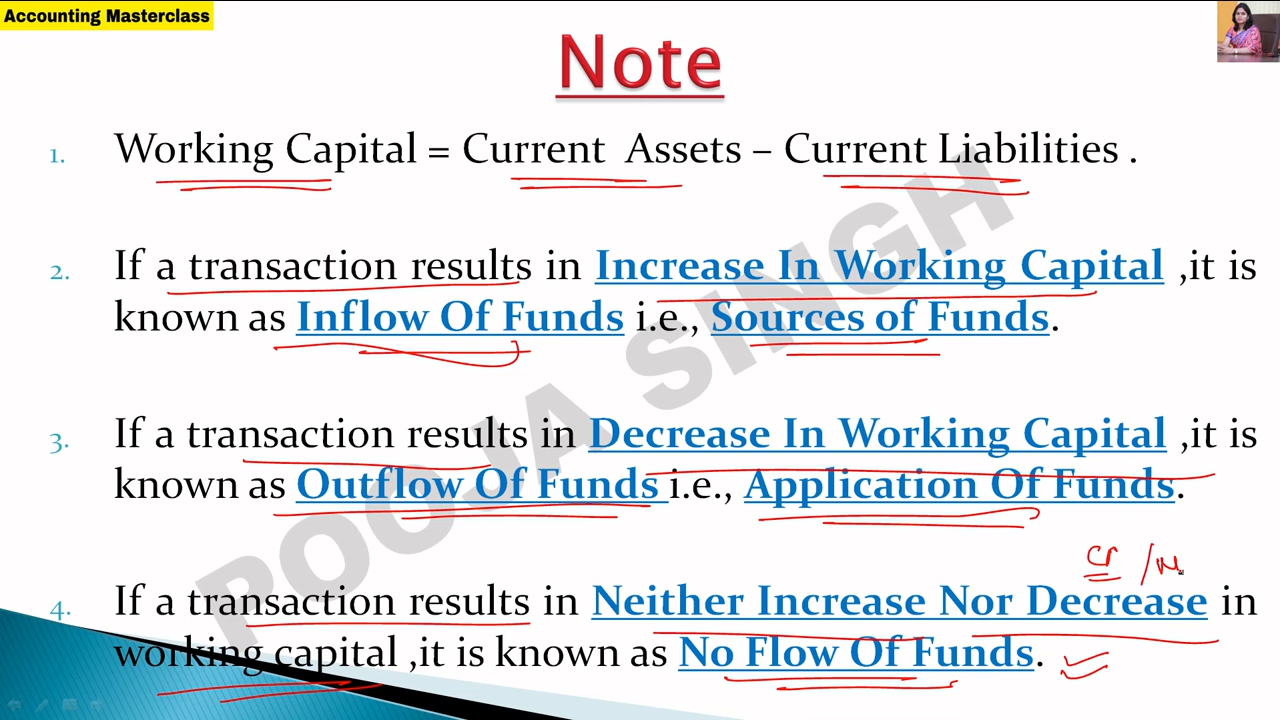 Accounting Masterclass
Note
1. Working Capital = Current Assets – Current Liabilities .
2. If a transaction results in Increase In Working Capital ,it is
known as Inflow Of Funds i.e., Sources of Funds.
3. If a transaction results in Decrease In Working Capital ,it is
known as Outflow Of Funds i.e., Application Of Funds.
4. If a transaction results in Neither Increase Nor Decrease in
working capital ,it is known as No Flow Of Funds.
POOJA SINGH